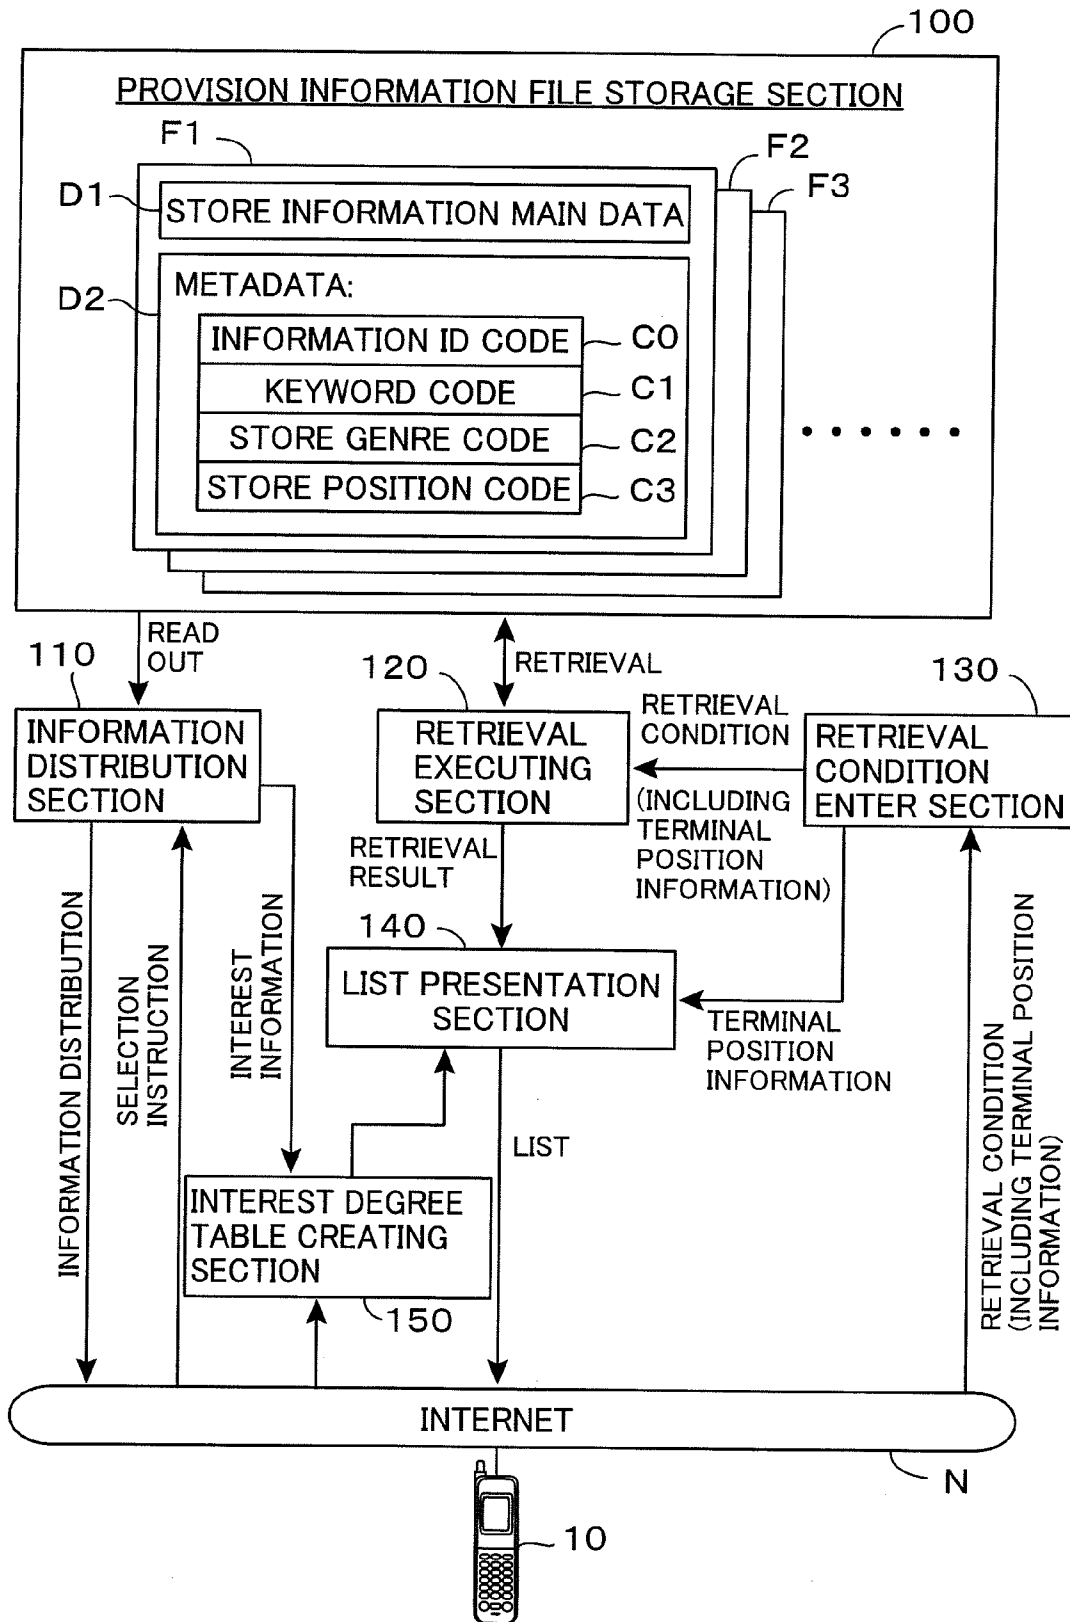 100
PROVISION INFORMATION FILE STORAGE SECTION
F1
F2
F3
D1
STORE INFORMATION MAIN DATA
D2
METADATA:
INFORMATION ID CODE
C0
KEYWORD CODE
C1
STORE GENRE CODE
C2
STORE POSITION CODE
C3
READ
OUT
RETRIEVAL
110
INFORMATION
DISTRIBUTION
SECTION
120
RETRIEVAL
EXECUTING
SECTION
RETRIEVAL
CONDITION
(INCLUDING
TERMINAL
POSITION
INFORMATION)
130
RETRIEVAL
CONDITION
ENTER SECTION
RETRIEVAL
RESULT
140
LIST PRESENTATION
SECTION
TERMINAL
POSITION
INFORMATION
INFORMATION DISTRIBUTION
SELECTION
INSTRUCTION
INTEREST
INFORMATION
LIST
RETRIEVAL CONDITION
(INCLUDING TERMINAL POSITION
INFORMATION)
INTEREST DEGREE
TABLE CREATING
SECTION
150
INTERNET
N
10